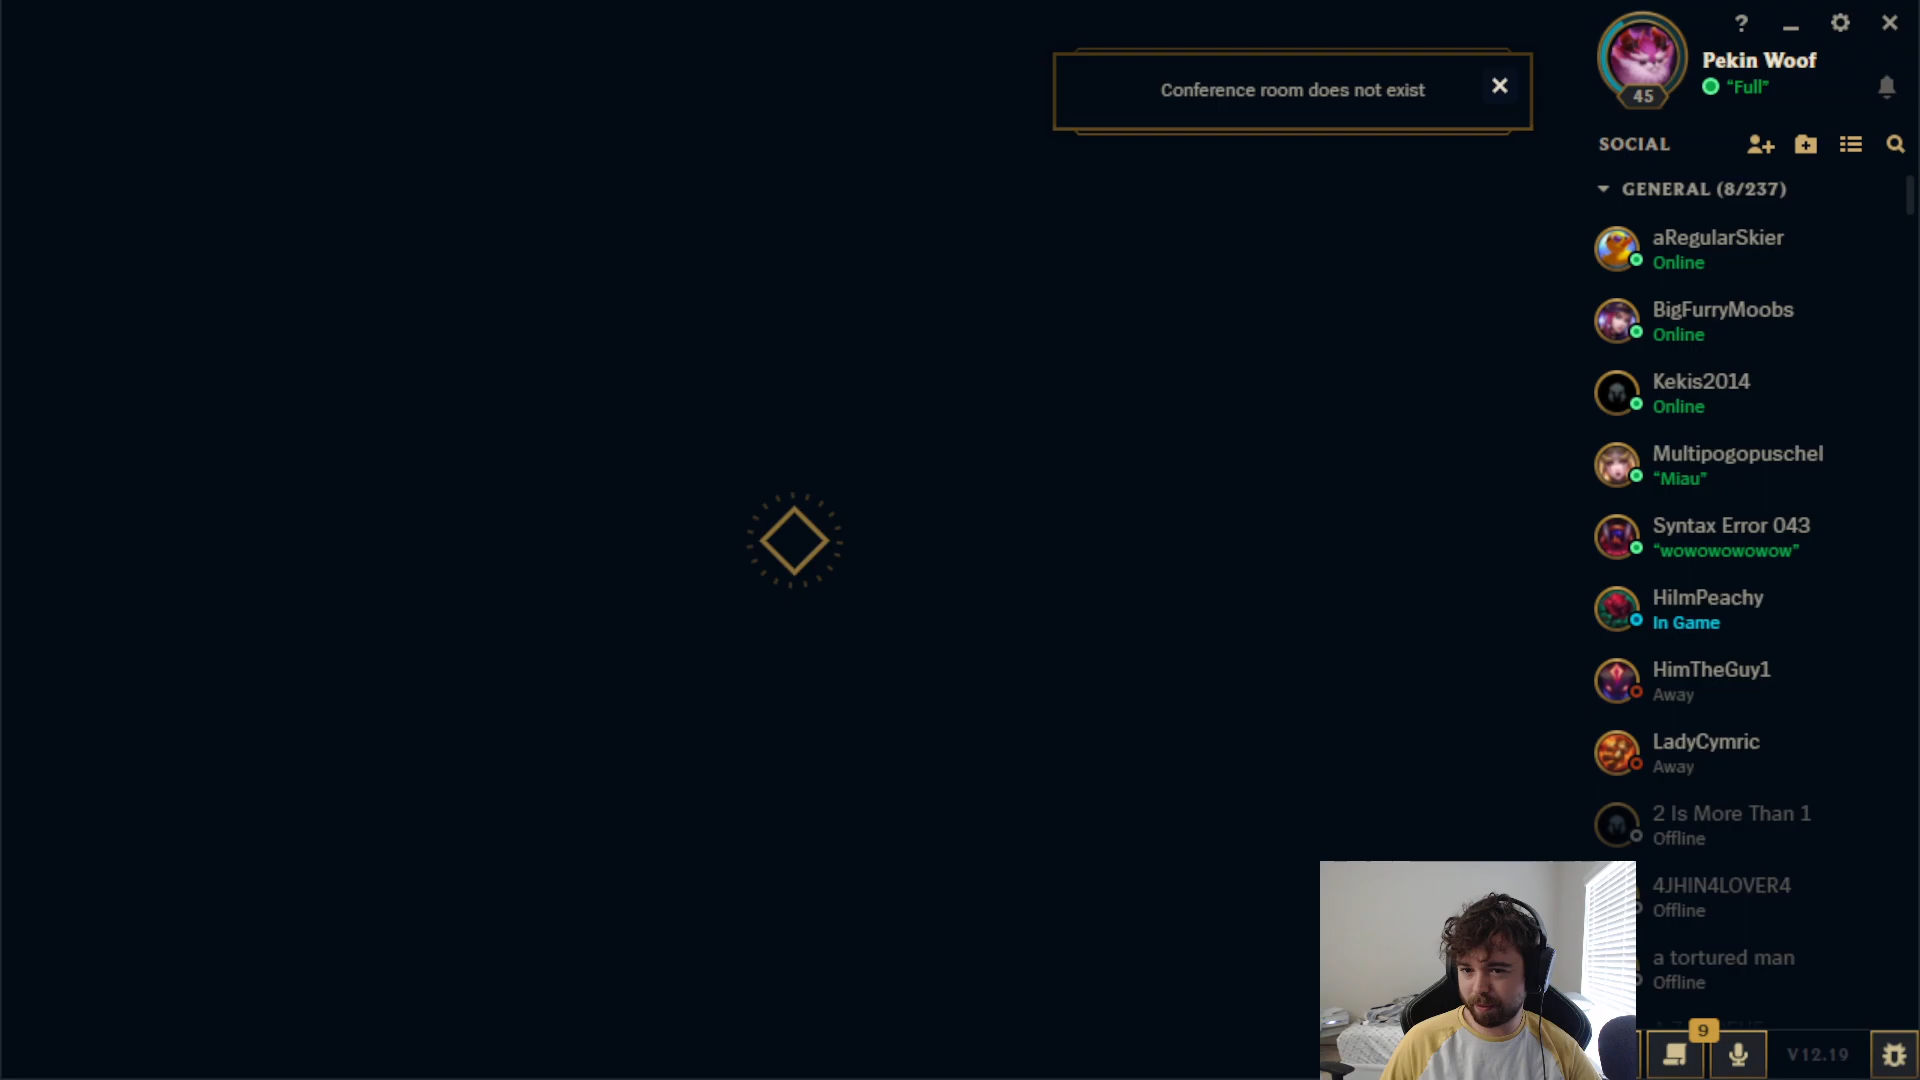 ?
Pekin Woof
"Full"
45
Conference room does not exist
SOCIAL
GENERAL (8/237)
aRegularSkier
Online
BigFurryMoobs
Online
Kekis2014
Online
Multipogopuschel
"Miau"
Syntax Error 043
"wowowowowow"
HiImPeachy
In Game
HimTheGuy1
Away
LadyCymric
Away
2 Is More Than 1
Offline
4JHIN4LOVER4
Offline
a tortured man
Offline
9
V12.19